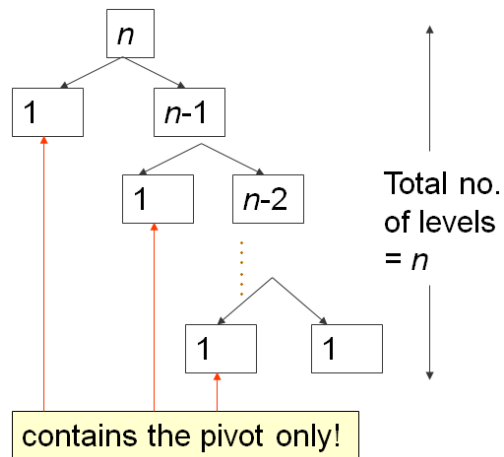 n
1
n-1
1
n-2
1
1
Total no.
of levels
= n
contains the pivot only!